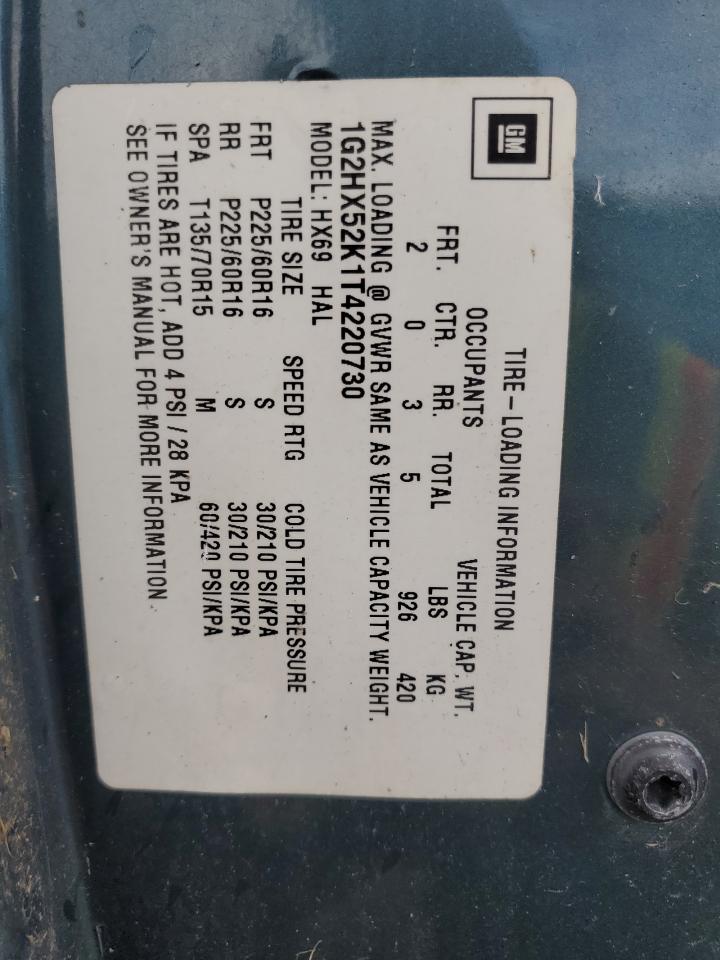 GM
TIRE-LOADING INFORMATION
OCCUPANTS VEHICLE CAP. WT.
FRT. CTR. RR. TOTAL LBS KG
2 0 3 5 926 420
MAX. LOADING @ GVWR SAME AS VEHICLE CAPACITY WEIGHT.
1G2HX52K1T4220730
MODEL: HX69 HAL
TIRE SIZE SPEED RTG COLD TIRE PRESSURE
FRT P225/60R16 S 30/210 PSI/KPA
RR P225/60R16 S 30/210 PSI/KPA
SPA T135/70R15 M 60/420 PSI/KPA
IF TIRES ARE HOT, ADD 4 PSI / 28 KPA
SEE OWNER'S MANUAL FOR MORE INFORMATION